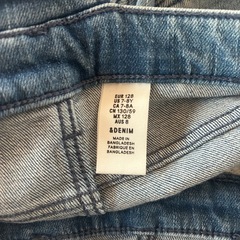 EUR 128
US 7-8Y
CA 7-8A
CN 130/59
MX 128
AUS 8
&DENIM
MADE IN
BANGLADESH
FABRIQUÉ EN
BANGLADESH